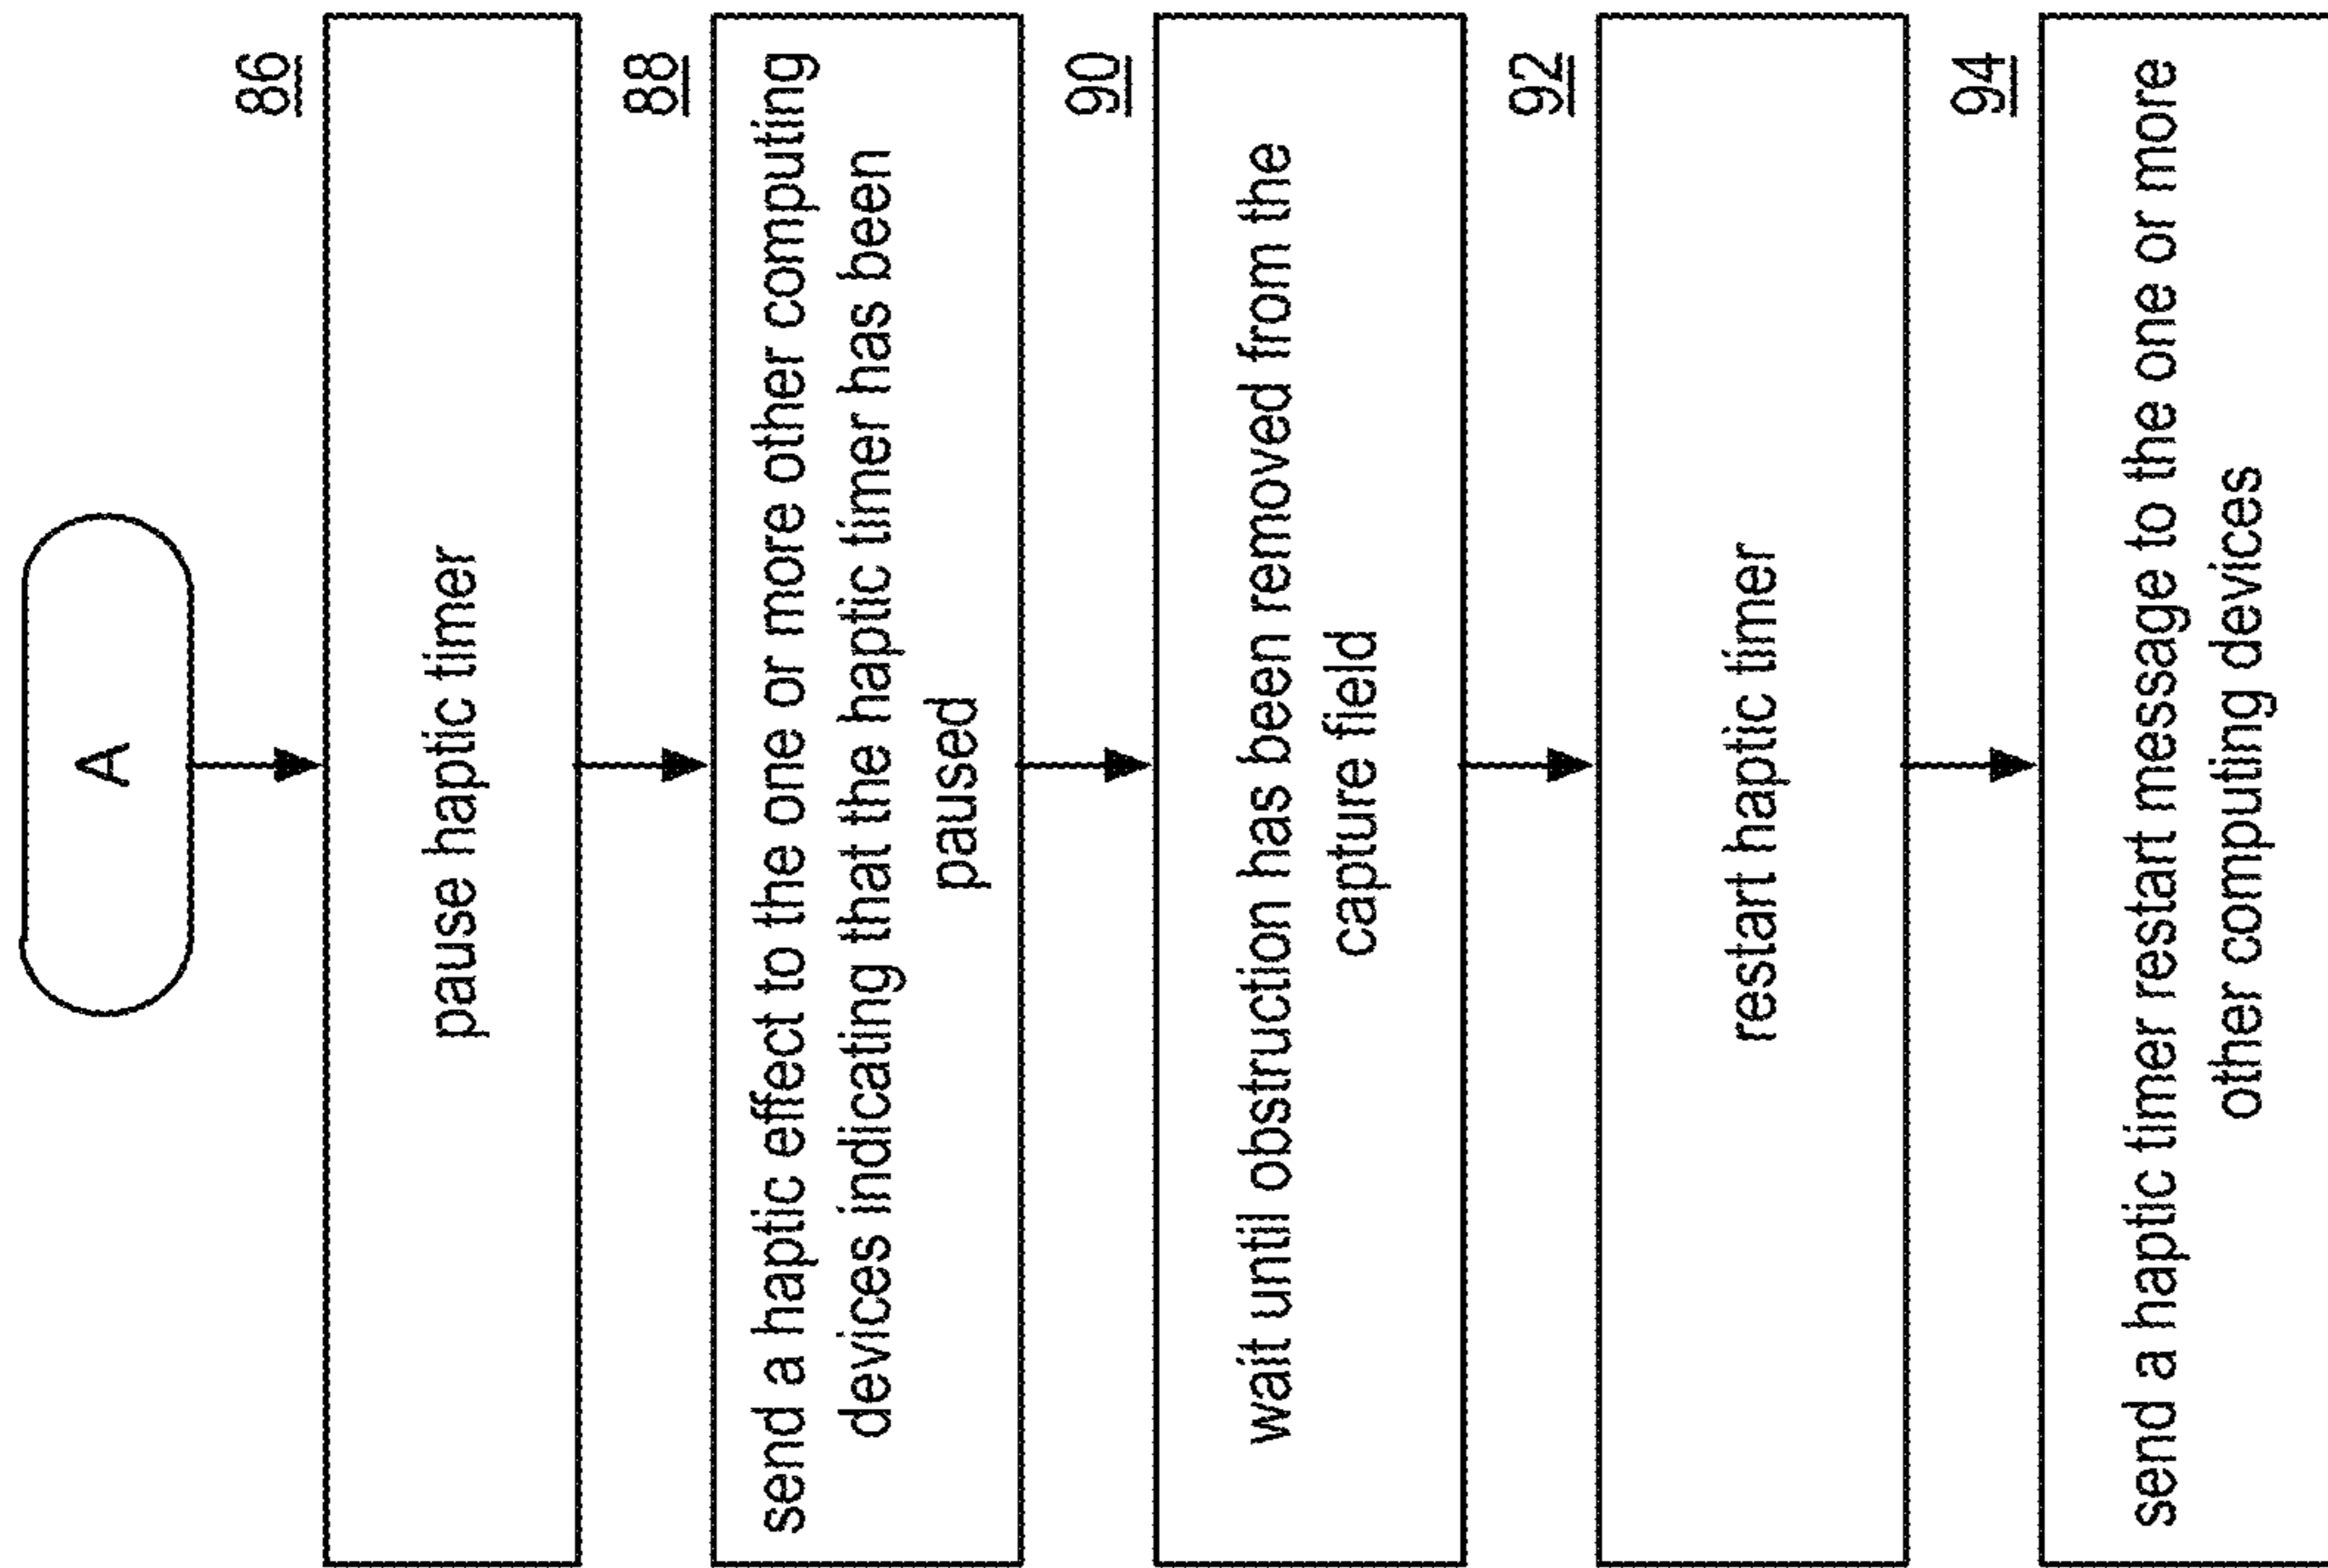 A
86
pause haptic timer
88
send a haptic effect to the one or more other computing
devices indicating that the haptic timer has been
paused
90
wait until obstruction has been removed from the
capture field
92
restart haptic timer
94
send a haptic timer restart message to the one or more
other computing devices